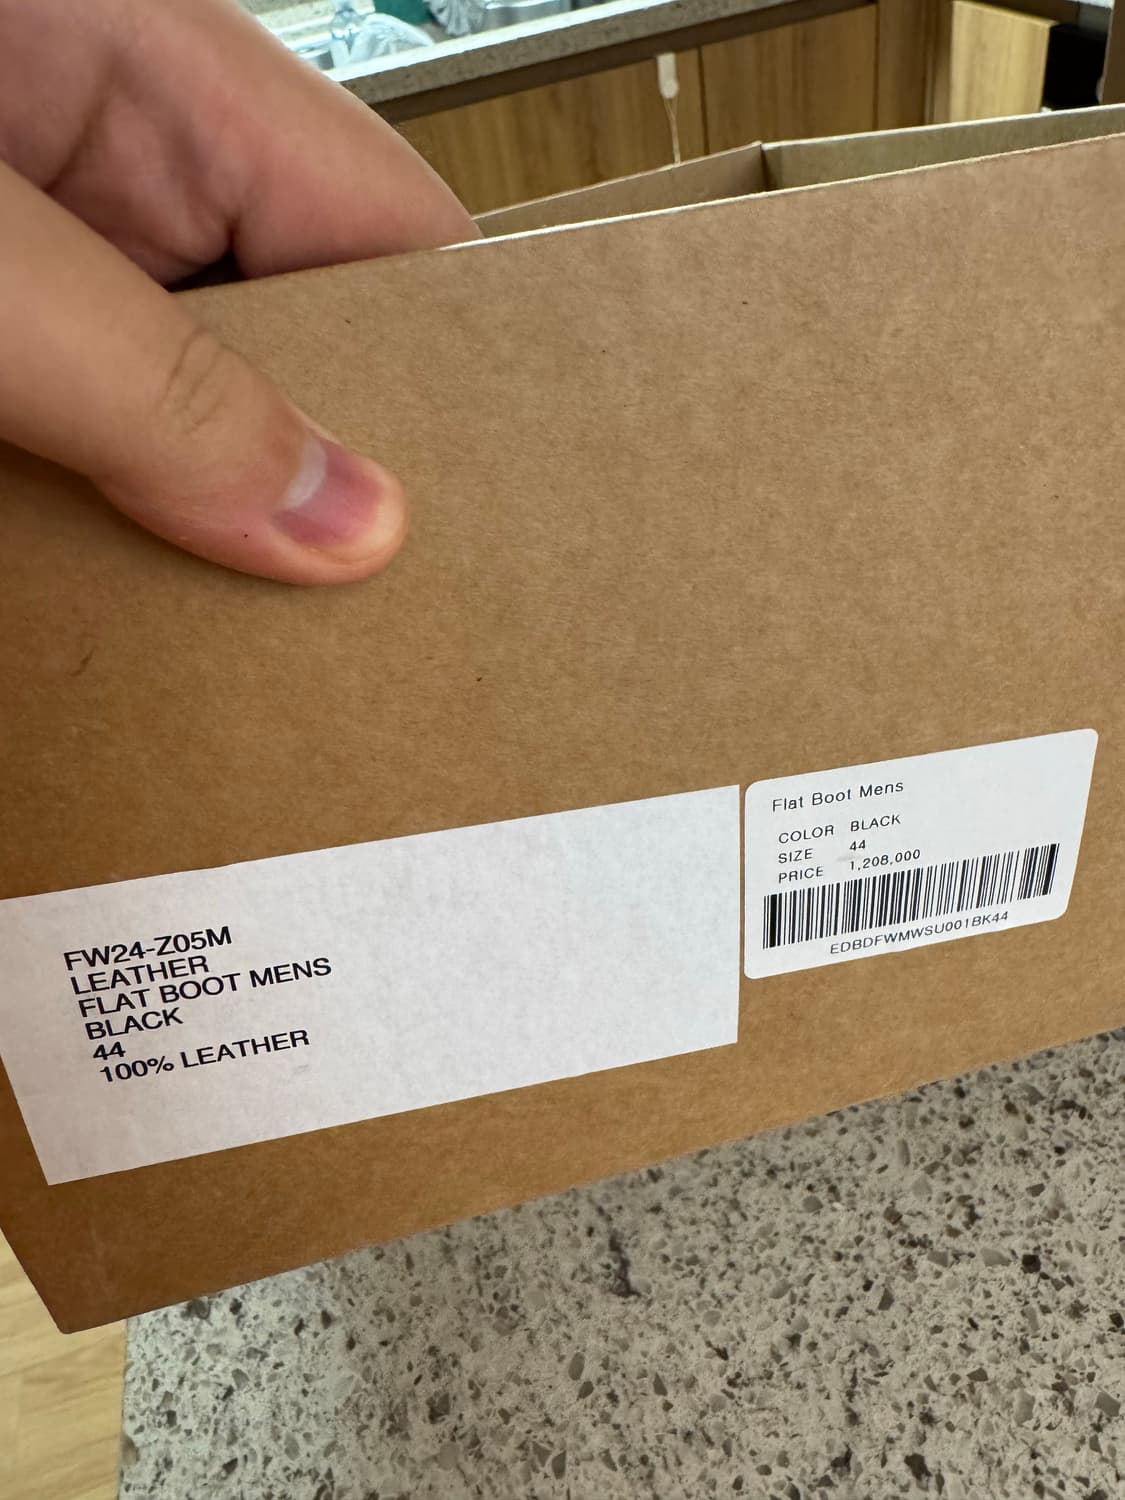 FW24-Z05M
LEATHER
FLAT BOOT MENS
BLACK
44
100% LEATHER
Flat Boot Mens
COLOR BLACK
SIZE 44
PRICE 1,208,000
EDBDFWMWSU001BK44